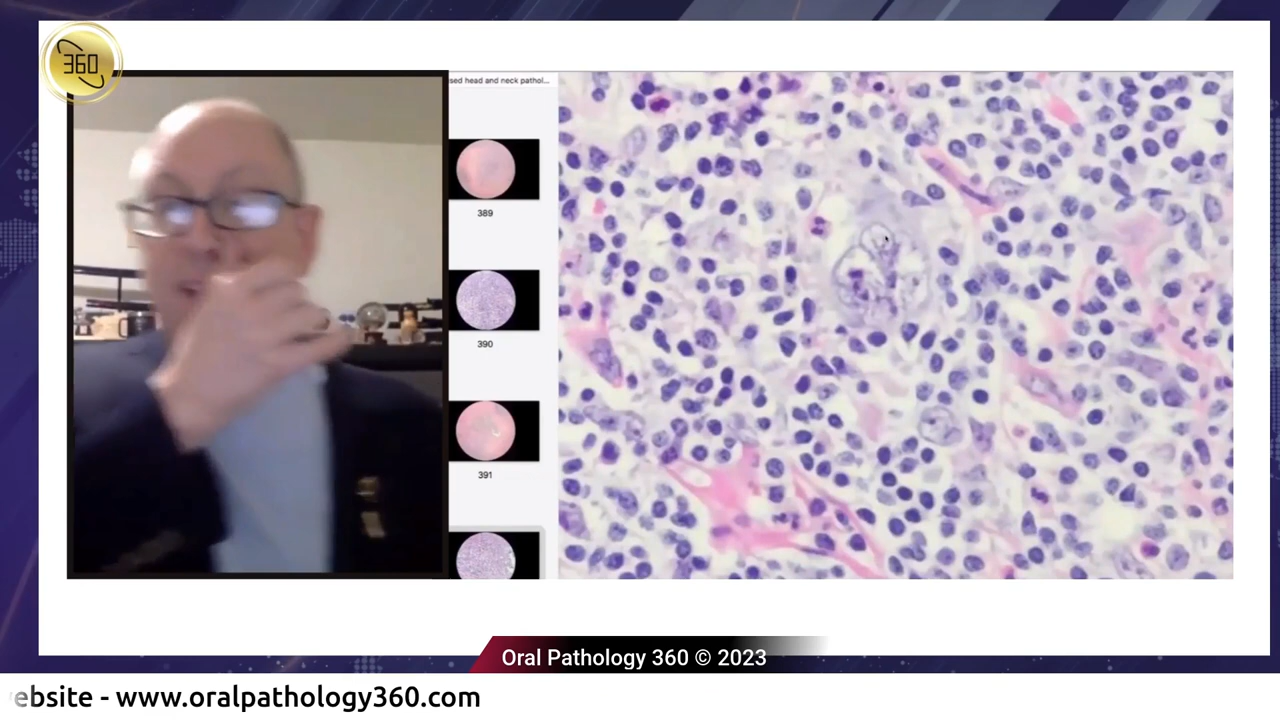 360
sed head and neck pathol...
389
390
391
Oral Pathology 360 © 2023
ebsite - www.oralpathology360.com